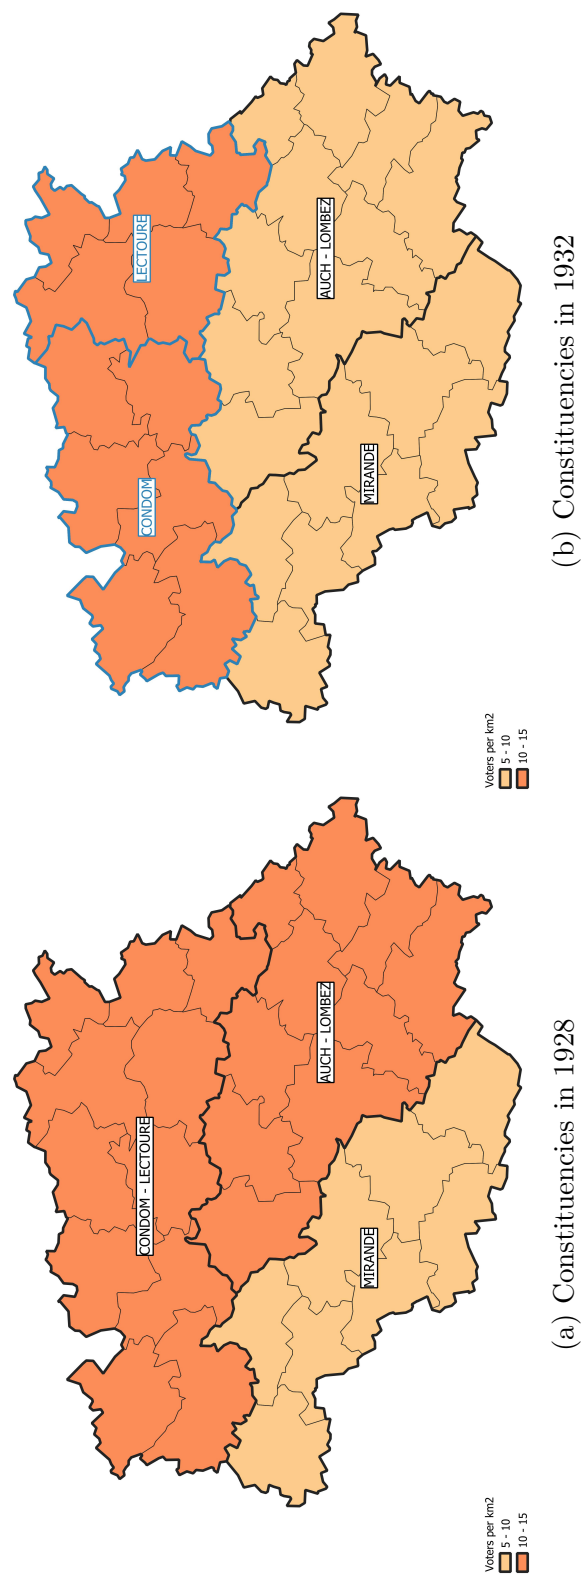 CONDOM - LECTOURE
AUCH - LOMBEZ
MIRANDE
Voters per km2
5 - 10
10 - 15
(a) Constituencies in 1928
LECTOURE
CONDOM
AUCH - LOMBEZ
MIRANDE
Voters per km2
5 - 10
10 - 15
(b) Constituencies in 1932